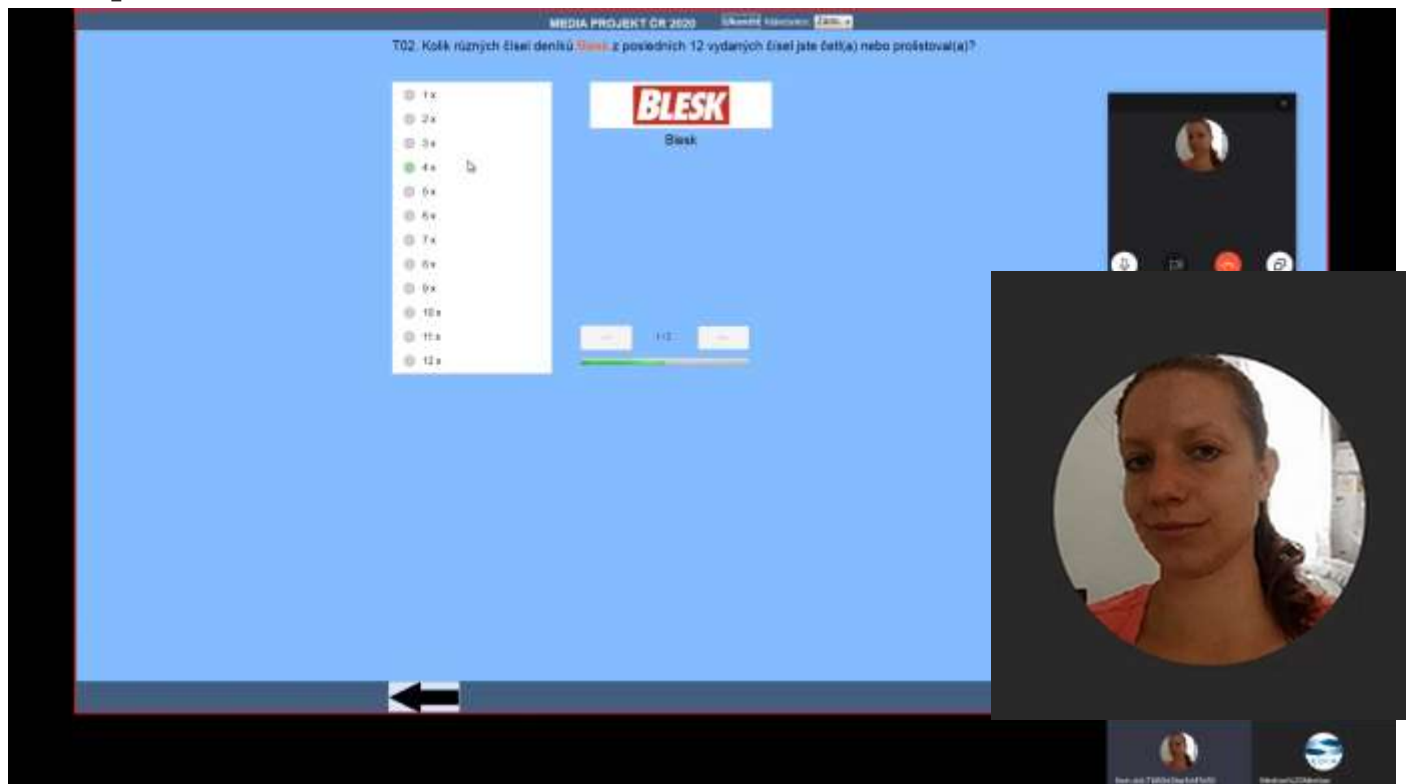 MEDIA PROJEKT ČR 2020
T02. Kolik různých čísel deníků Blesk z posledních 12 vydaných čísel jste četl(a) nebo prolistoval(a)?
1 x
2 x
3 x
4 x
5 x
6 x
7 x
8 x
9 x
10 x
11 x
12 x
BLESK
Blesk